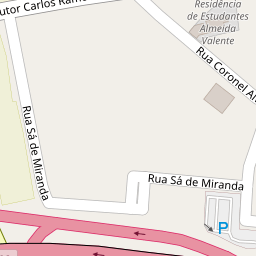 utor Carlos Ram
Residência
de Estudantes
Almeida
Valente
Rua Coronel Al
Rua Sá de Miranda
Rua Sá de Miranda
P